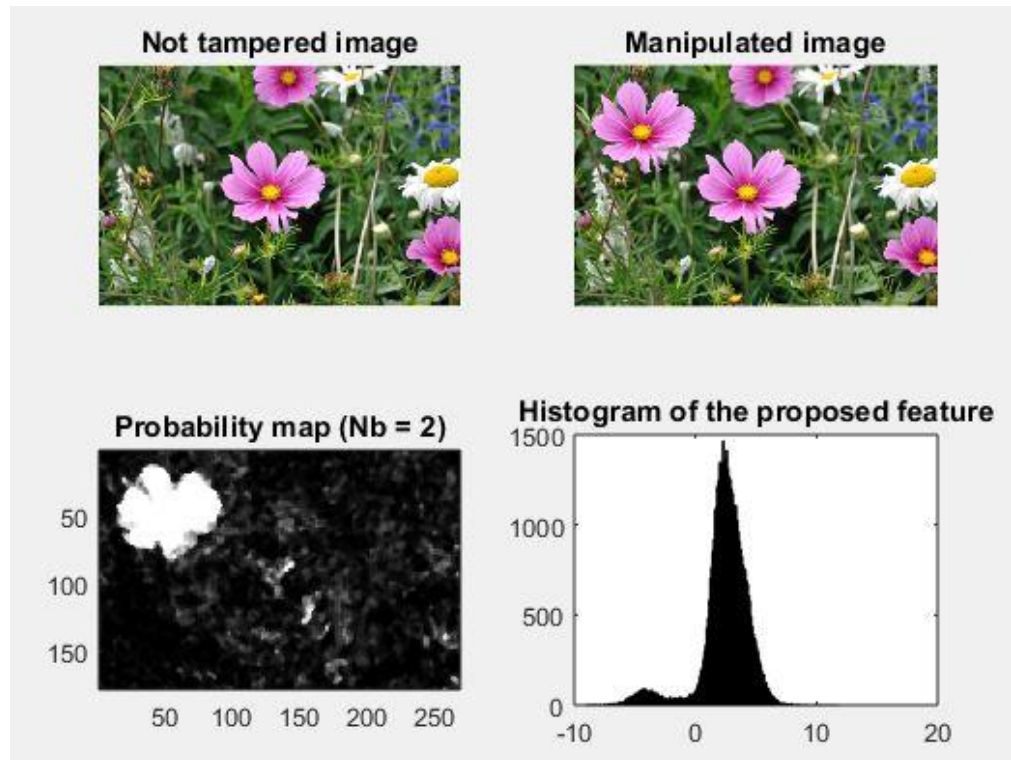 Not tampered image
Manipulated image
Probability map (Nb = 2)
50
100
150
50 100 150 200 250
Histogram of the proposed feature
1500
1000
500
0
-10 0 10 20